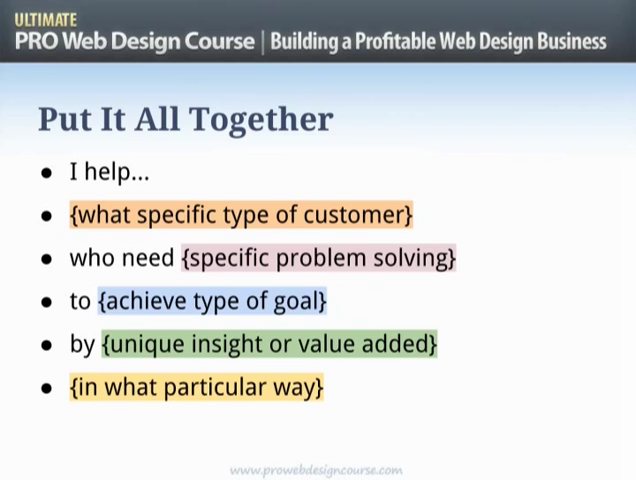 ULTIMATE
PRO Web Design Course | Building a Profitable Web Design Business
Put It All Together
• I help...
• {what specific type of customer}
• who need {specific problem solving}
• to {achieve type of goal}
• by {unique insight or value added}
• {in what particular way}
www.prowebdesigncourse.com